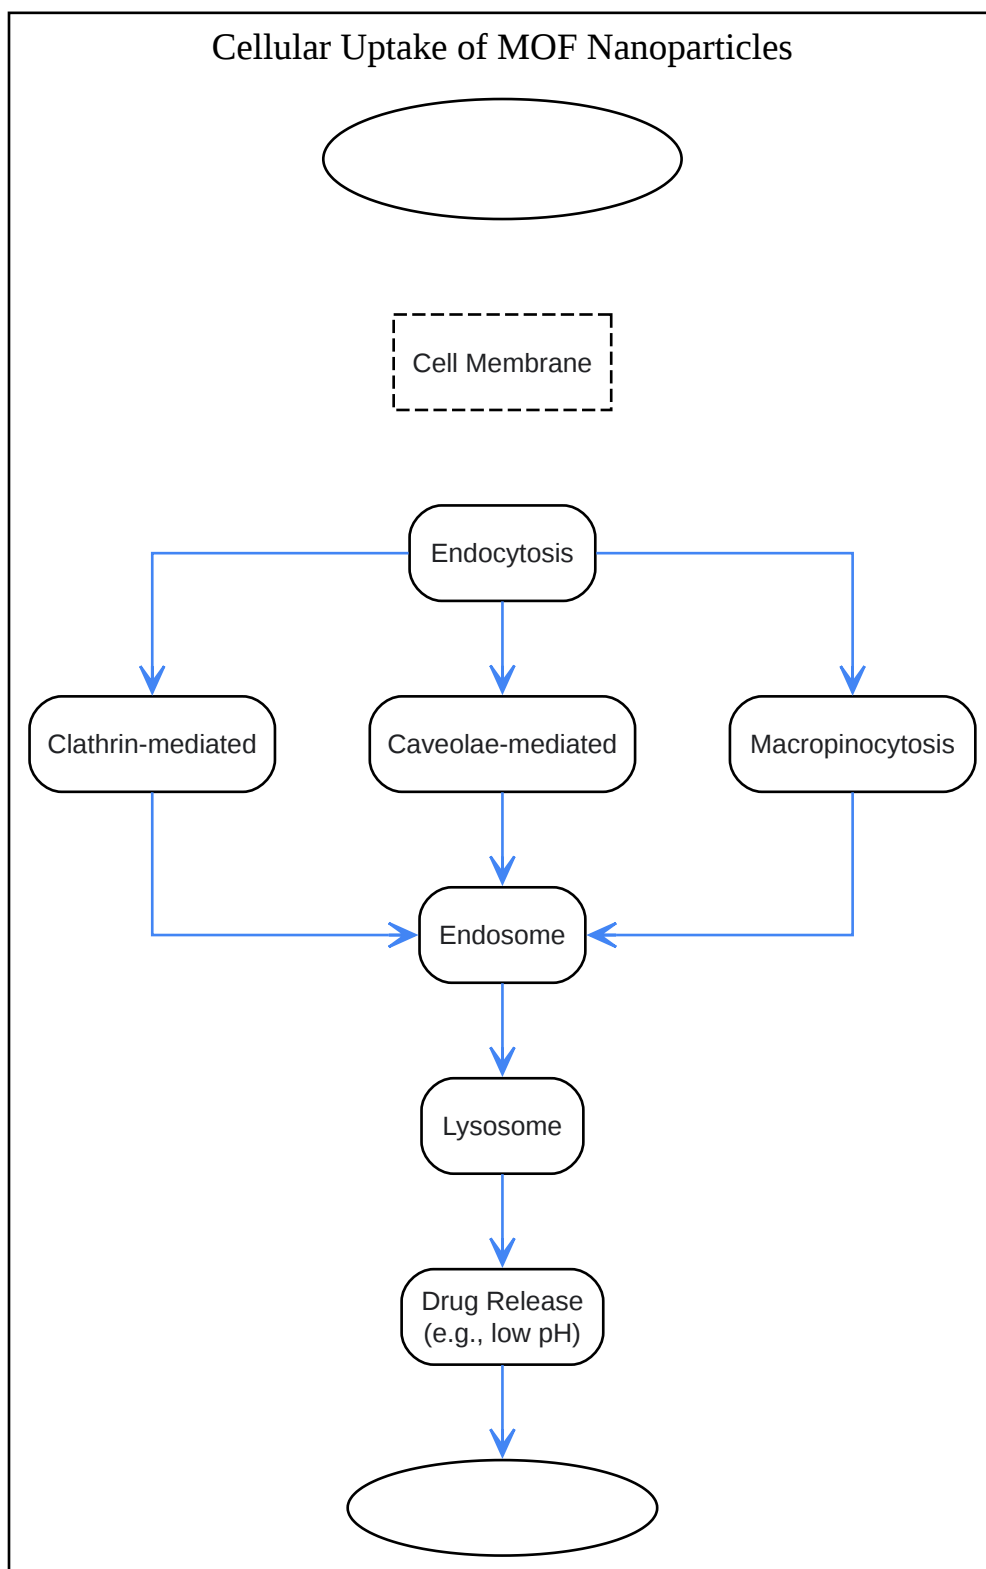 Cellular Uptake of MOF Nanoparticles
Cell Membrane
Endocytosis
Clathrin-mediated
Caveolae-mediated
Macropinocytosis
Endosome
Lysosome
Drug Release
(e.g., low pH)